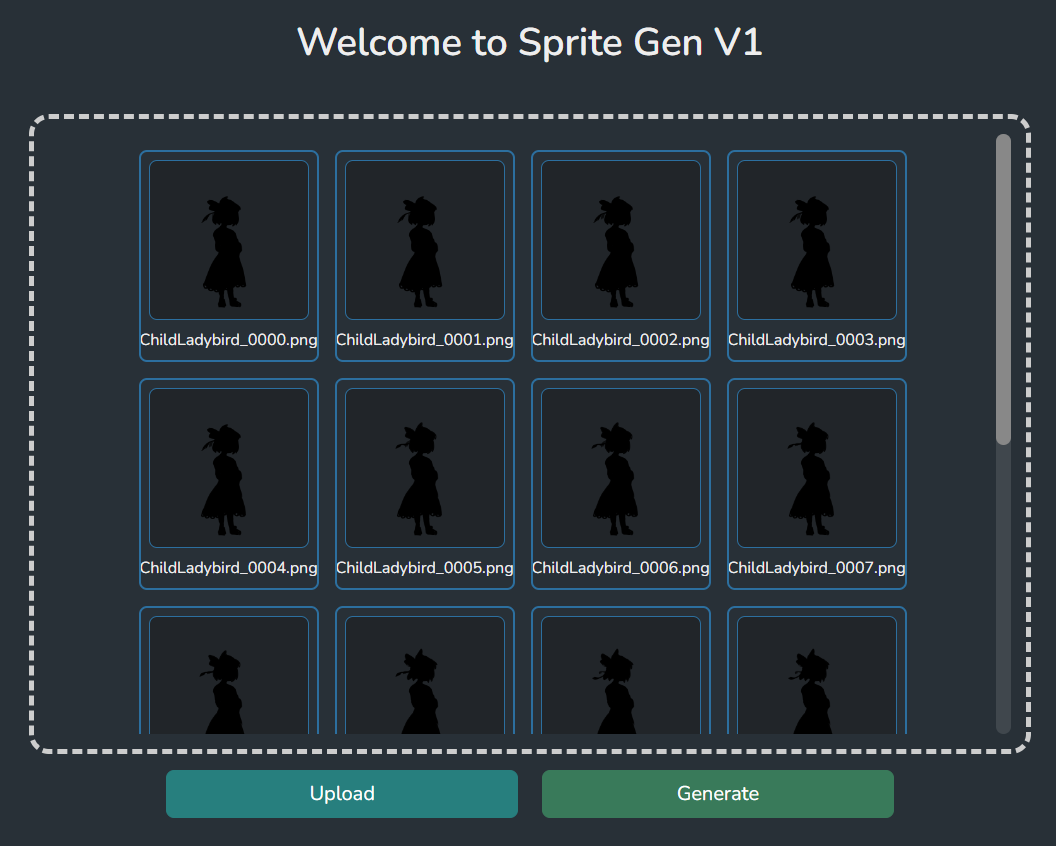 Welcome to Sprite Gen V1
ChildLadybird_0000.png
ChildLadybird_0001.png
ChildLadybird_0002.png
ChildLadybird_0003.png
ChildLadybird_0004.png
ChildLadybird_0005.png
ChildLadybird_0006.png
ChildLadybird_0007.png
Upload
Generate